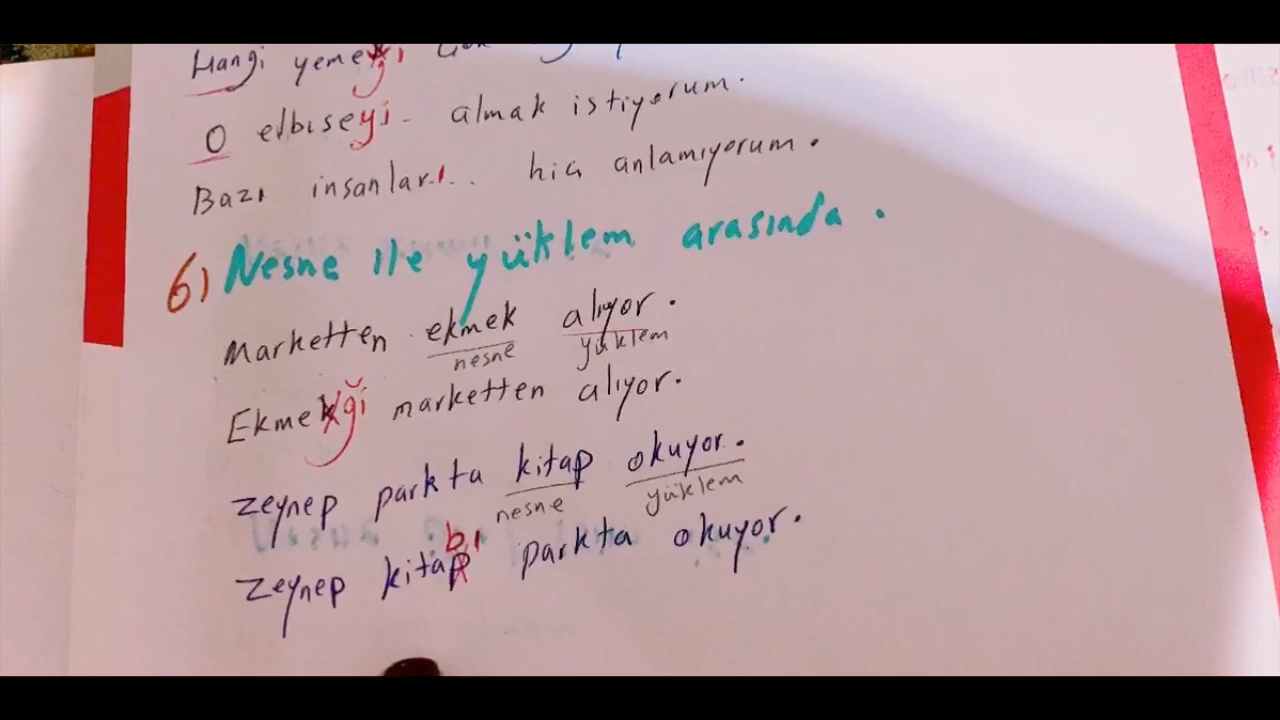 Hangi yemeği
O elbiseyi. almak istiyorum.
Bazı insanları... hiç anlamıyorum.
6) Nesne ile yüklem arasında.
Marketten ekmek alıyor.
nesne yüklem
Ekmekği marketten alıyor.
Zeynep parkta kitap okuyor.
nesne yüklem
Zeynep kitabı parkta okuyor.